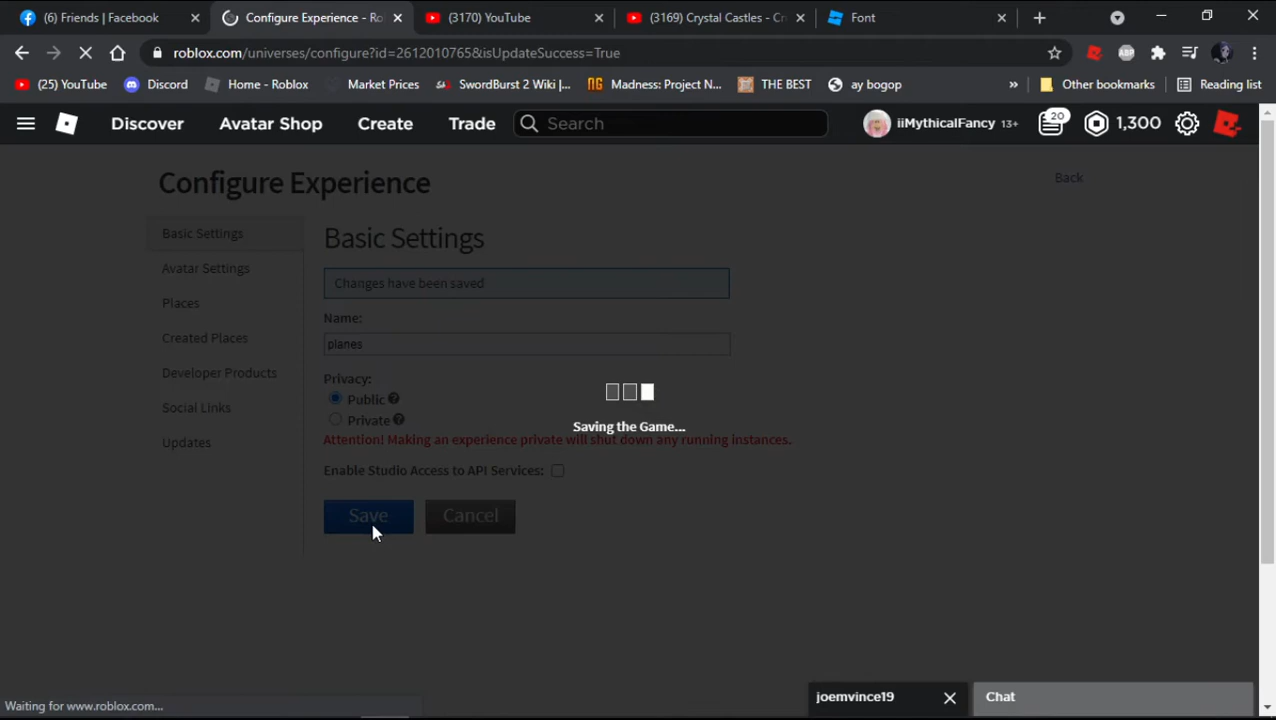 (6) Friends | Facebook
Configure Experience - Ro
(3170) YouTube
(3169) Crystal Castles - Cri
Font
roblox.com/universes/configure?id=2612010765&isUpdateSuccess=True
ABP
(25) YouTube
Discord
Home - Roblox
Market Prices
SwordBurst 2 Wiki |...
NG Madness: Project N...
THE BEST
ay bogop
»
Other bookmarks
Reading list
Discover
Avatar Shop
Create
Trade
Search
iiMythicalFancy 13+
20
1,300
Configure Experience
Back
Basic Settings
Avatar Settings
Places
Created Places
Developer Products
Social Links
Updates
Basic Settings
Changes have been saved
Name:
planes
Privacy:
Public ?
Private ?
Attention! Making an experience private will shut down any running instances.
Enable Studio Access to API Services:
Save
Cancel
Saving the Game...
Waiting for www.roblox.com...
joemvince19
Chat